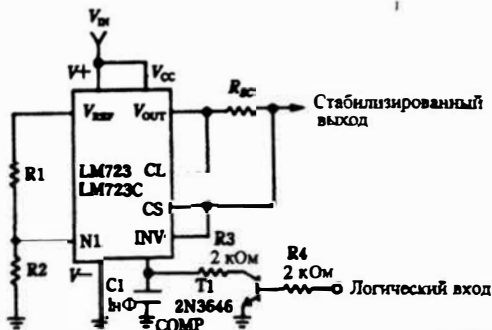 V_IN
V+
V_CC
V_REF
V_OUT
R_SC
Стабилизированный
выход
LM723
LM723C
CL
R1
CS
N1
INV
R3
2 кОм
R4
2 кОм
R2
V−
C1
1нФ
T1
2N3646
Логический вход
COMP